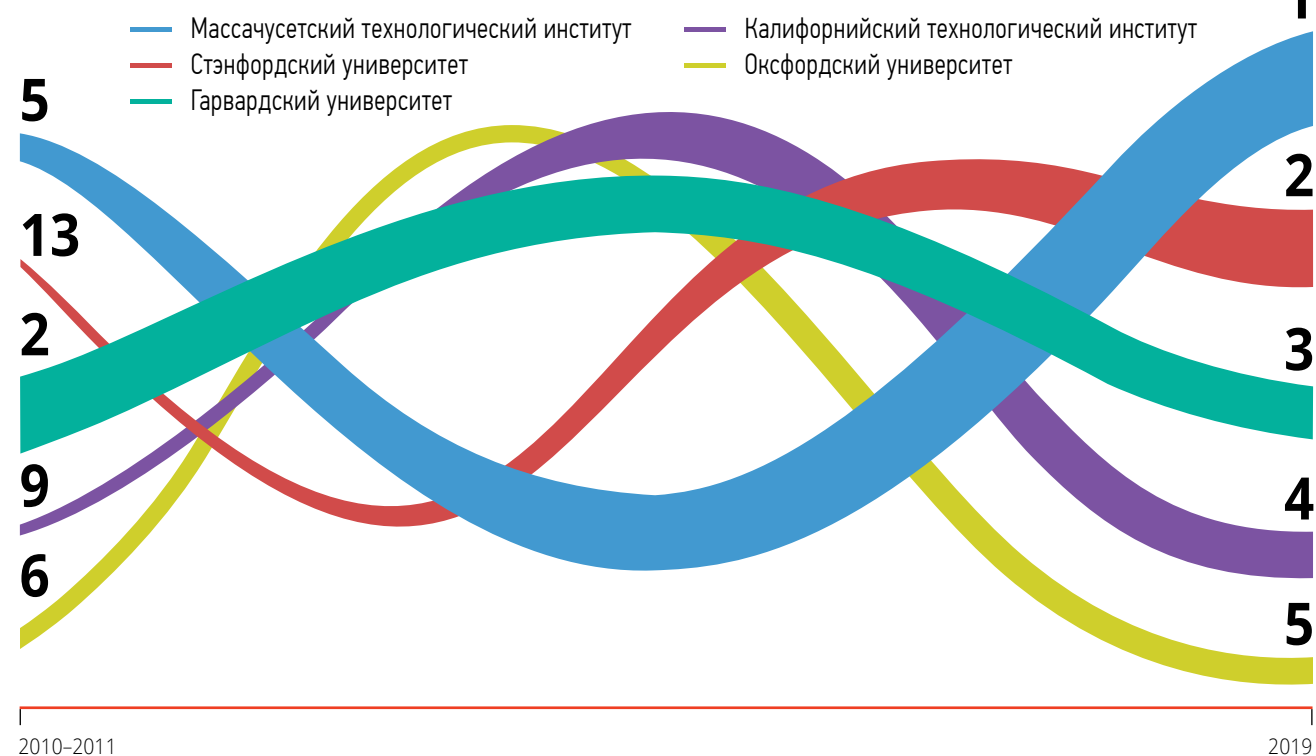 Массачусетский технологический институт
Стэнфордский университет
Гарвардский университет
Калифорнийский технологический институт
Оксфордский университет
5
13
2
9
6
1
2
3
4
5
2010–2011
2019